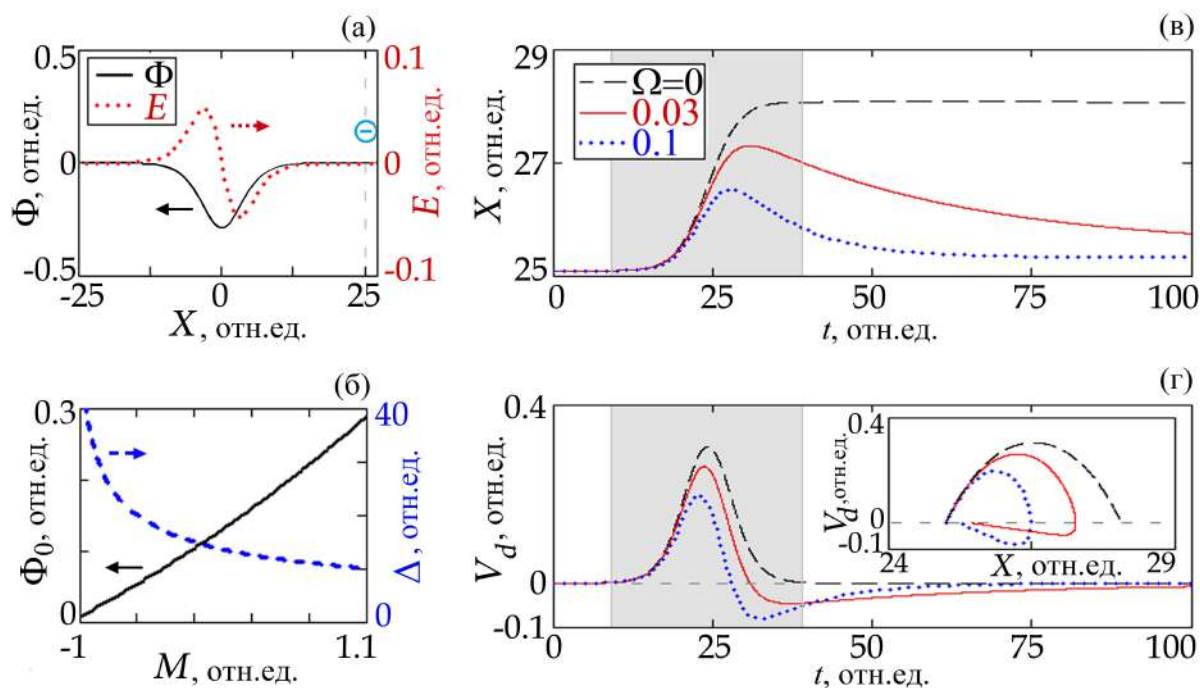 (а)
0.5
0
-0.5
Φ, отн.ед.
Φ
E
0.1
0
-0.1
E, отн.ед.
-25
0
25
X, отн.ед.
(в)
29
27
25
X, отн.ед.
Ω=0
0.03
0.1
0
25
50
75
100
t, отн.ед.
(б)
0.3
0
Φ0, отн.ед.
40
0
Δ, отн.ед.
-1
1.1
M, отн.ед.
(г)
0.4
0
-0.1
Vd, отн.ед.
0.4
0
-0.1
Vd,отн.ед.
24
X, отн.ед.
29
0
25
50
75
100
t, отн.ед.